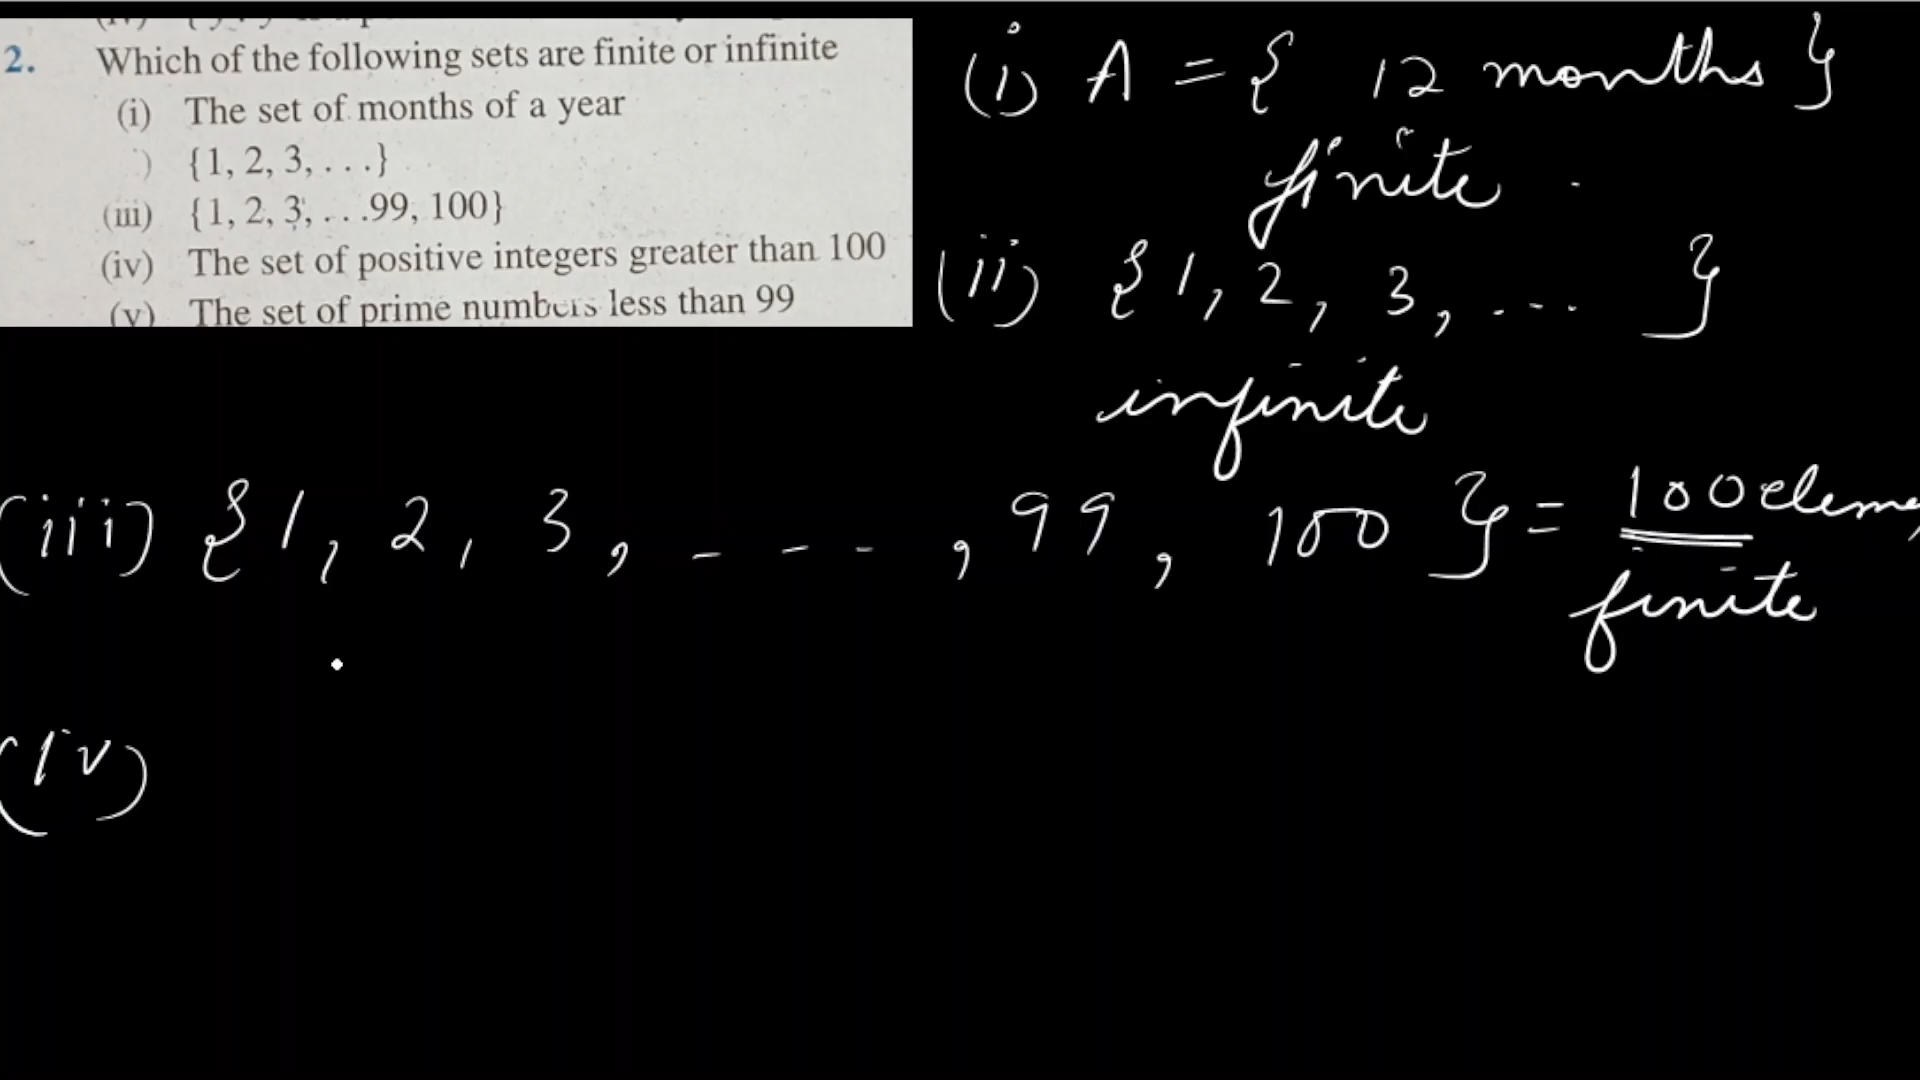 2. Which of the following sets are finite or infinite
(i) The set of months of a year
) {1, 2, 3, . . .}
(iii) {1, 2, 3, . . .99, 100}
(iv) The set of positive integers greater than 100
(v) The set of prime numbers less than 99
(i) A = { 12 months }
finite .
(ii) {1, 2, 3, .... }
infinite
(iii) {1, 2, 3, - - - , 99, 100 } = 100 eleme
finite
(iv)